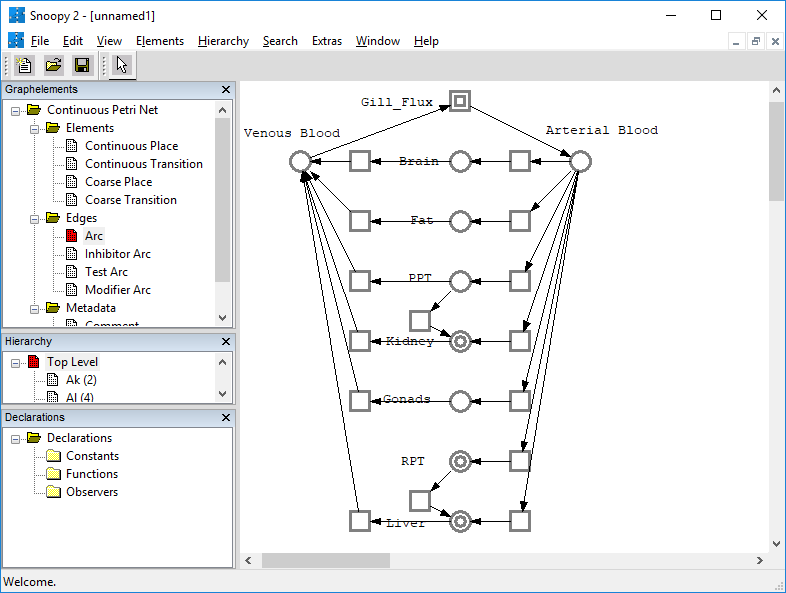 Snoopy 2 - [unnamed1]
File Edit View Elements Hierarchy Search Extras Window Help
Graphelements
Continuous Petri Net
Elements
Continuous Place
Continuous Transition
Coarse Place
Coarse Transition
Edges
Arc
Inhibitor Arc
Test Arc
Modifier Arc
Metadata
Comment
Hierarchy
Top Level
Ak (2)
Al (4)
Declarations
Declarations
Constants
Functions
Observers
Gill_Flux
Venous Blood
Arterial Blood
Brain
Fat
PPT
Kidney
Gonads
RPT
Liver
Welcome.